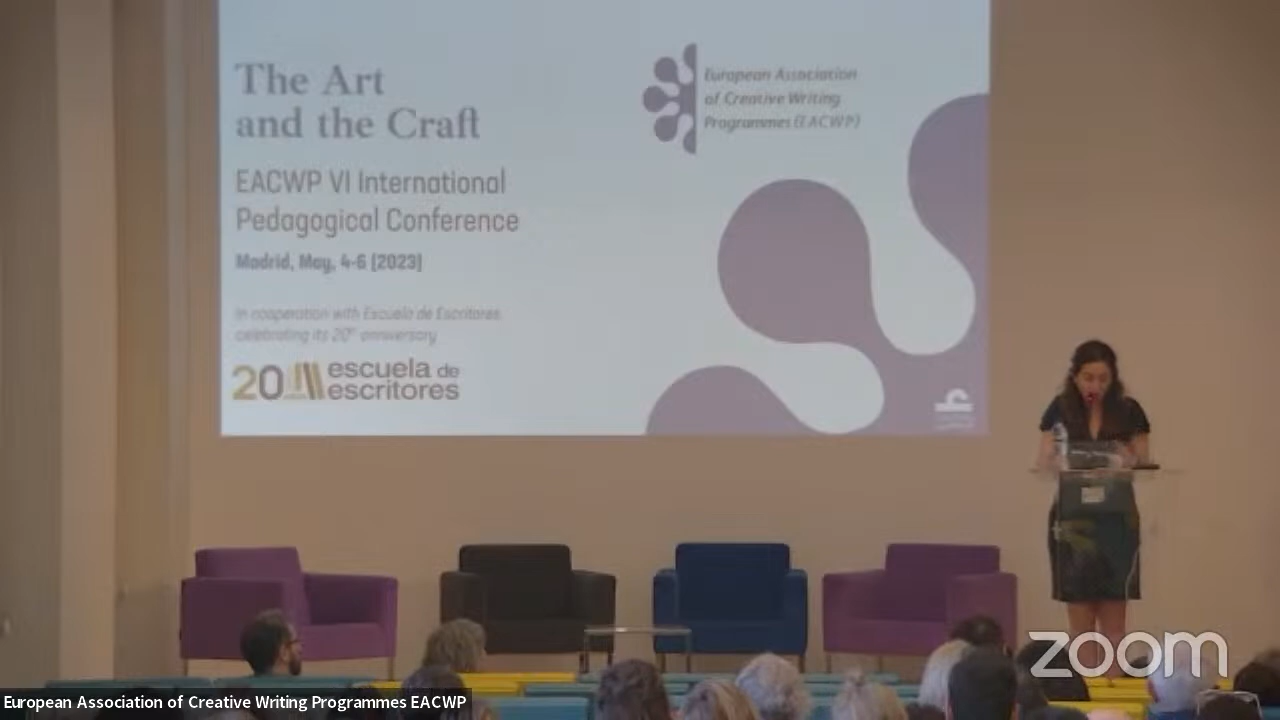 The Art
and the Craft
EACWP VI International
Pedagogical Conference
Madrid, May, 4-6 [2023]
In cooperation with Escuela de Escritores
celebrating its 20th anniversary
20 escuela de
escritores
European Association
of Creative Writing
Programmes (EACWP)
zoom
European Association of Creative Writing Programmes EACWP